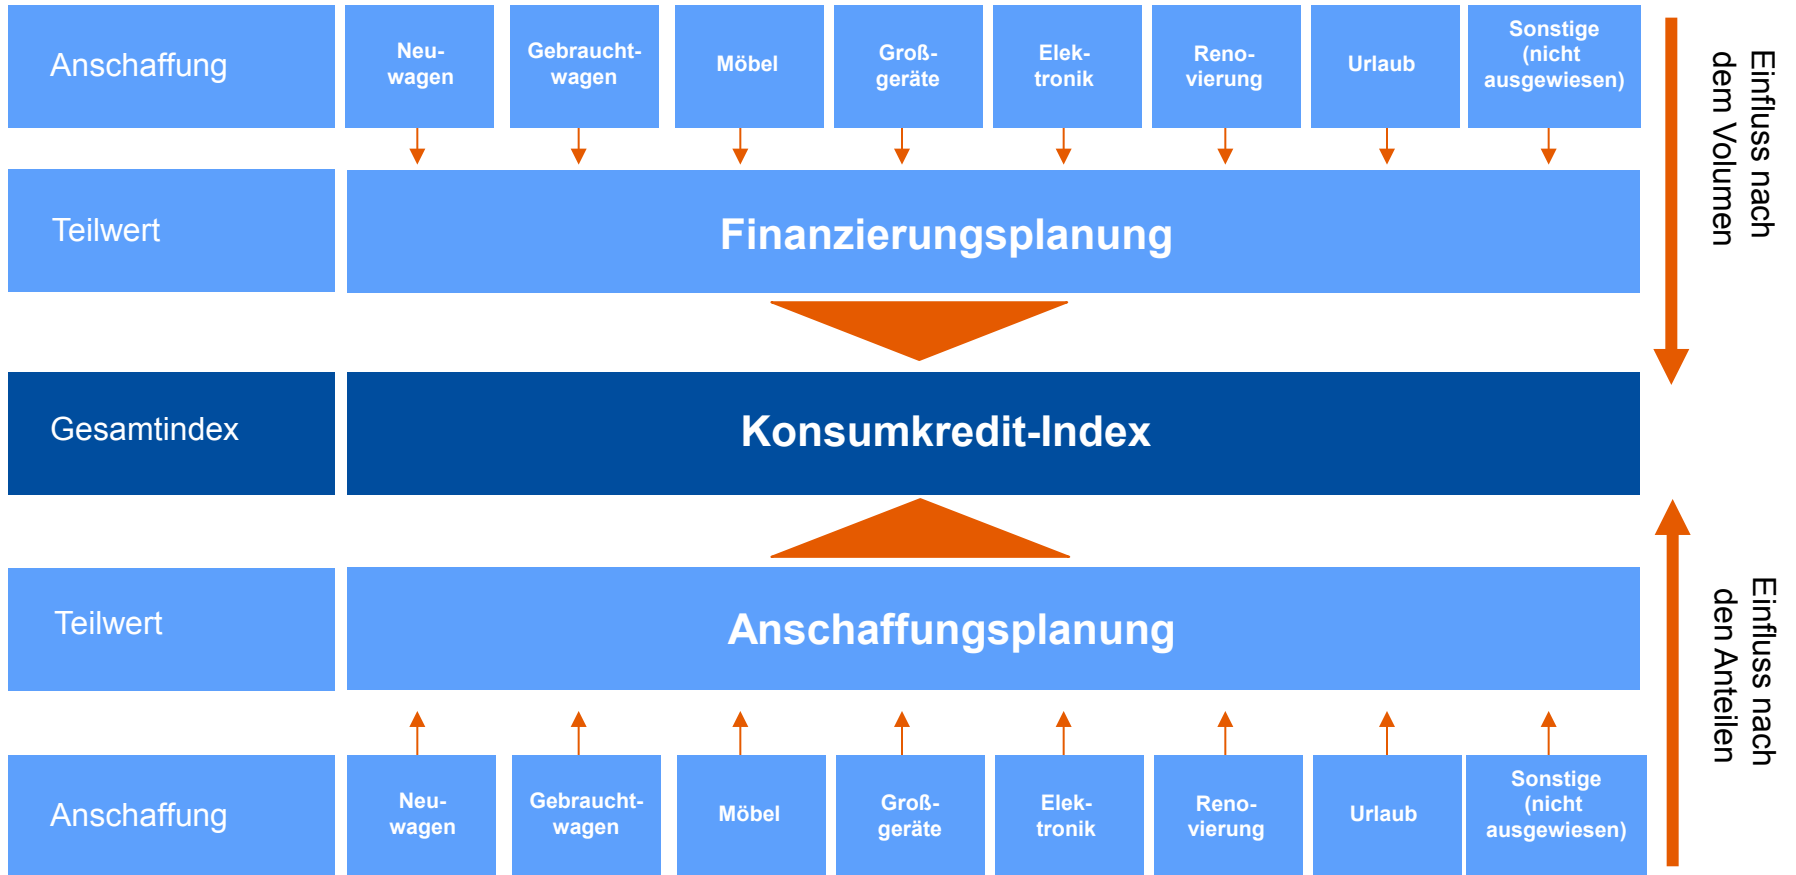 Anschaffung
Neu-
wagen
Gebraucht-
wagen
Möbel
Groß-
geräte
Elek-
tronik
Reno-
vierung
Urlaub
Sonstige
(nicht
ausgewiesen)
Einfluss nach
dem Volumen
Teilwert
Finanzierungsplanung
Gesamtindex
Konsumkredit-Index
Teilwert
Anschaffungsplanung
Einfluss nach
den Anteilen
Anschaffung
Neu-
wagen
Gebraucht-
wagen
Möbel
Groß-
geräte
Elek-
tronik
Reno-
vierung
Urlaub
Sonstige
(nicht
ausgewiesen)